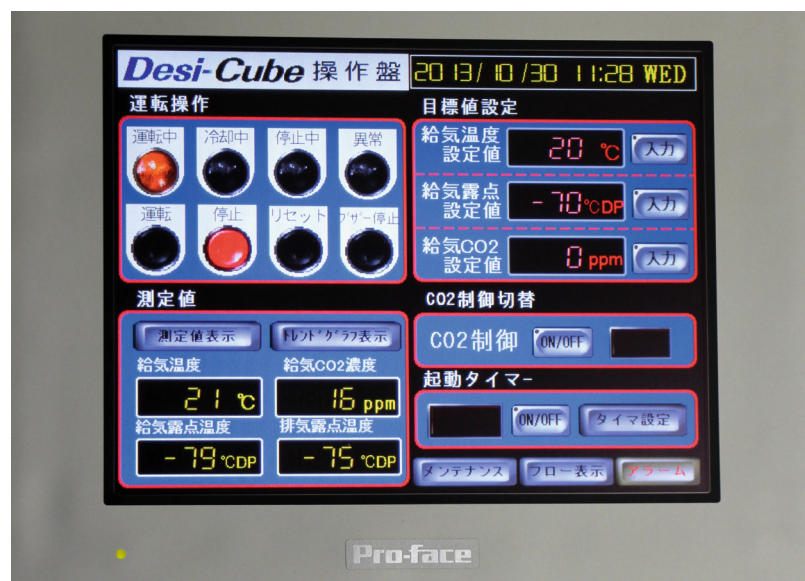 Desi-Cube 操作盤
2013/10/30 11:28 WED
運転操作
運転中 冷却中 停止中 異常
運転 停止 リセット ブザー停止
目標値設定
給気温度
設定値 20 ℃ 入力
給気露点
設定値 -70 ℃DP 入力
給気CO2
設定値 0 ppm 入力
測定値
測定値表示 トレンドグラフ表示
給気温度 給気CO2濃度
21 ℃ 16 ppm
給気露点温度 排気露点温度
-79 ℃DP -75 ℃DP
CO2制御切替
CO2制御 ON/OFF
起動タイマー
ON/OFF タイマ設定
メンテナンス フロー表示 アラーム
Pro-face